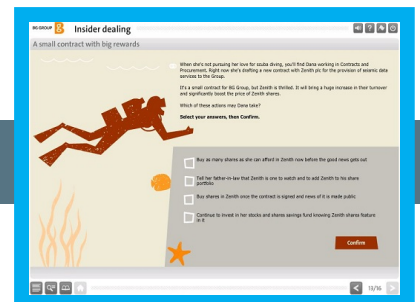 BG GROUP
Insider dealing
A small contract with big rewards
When she's not pursuing her love for scuba diving, you'll find Dana working in Contracts and
Procurement. Right now she's drafting a new contract with Zenith plc for the provision of seismic data
services to the Group.
It's a small contract for BG Group, but Zenith is thrilled. It will bring a huge increase in their turnover
and significantly boost the price of Zenith shares.
Which of these actions may Dana take?
Select your answers, then Confirm.
Buy as many shares as she can afford in Zenith now before the good news gets out
Tell her father-in-law that Zenith is one to watch and to add Zenith to his share
portfolio
Buy shares in Zenith once the contract is signed and news of it is made public
Continue to invest in her stocks and shares savings fund knowing Zenith shares feature
in it
Confirm
13/16